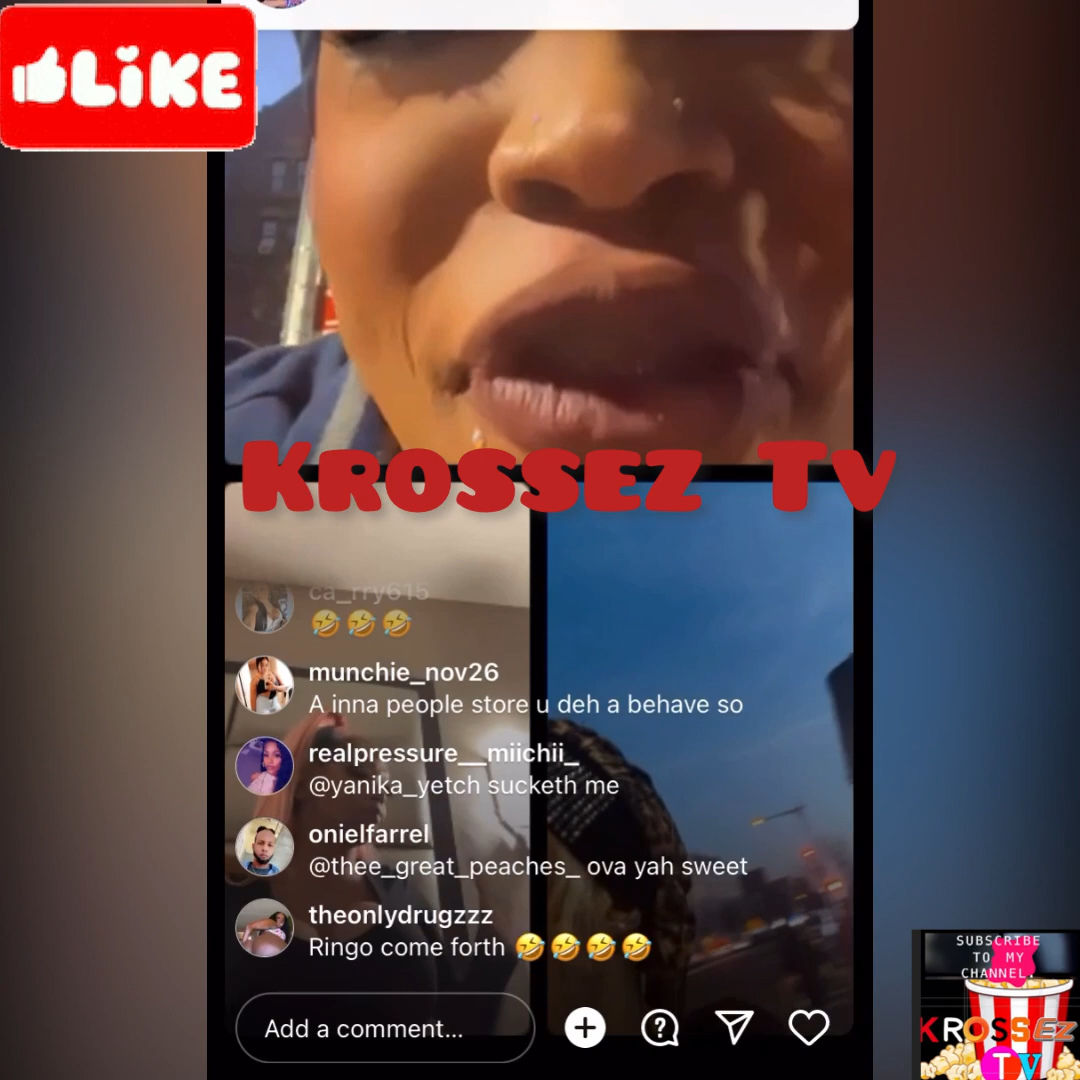 LiKE
KROSSEZ TV
ca_rry615
🤣🤣🤣
munchie_nov26
A inna people store u deh a behave so
realpressure__miichii_
@yanika_yetch sucketh me
onielfarrel
@thee_great_peaches_ ova yah sweet
theonlydrugzzz
Ringo come forth 🤣🤣🤣🤣
Add a comment...
SUBSCRIBE
TO MY
CHANNEL.
KROSSEZ
TV